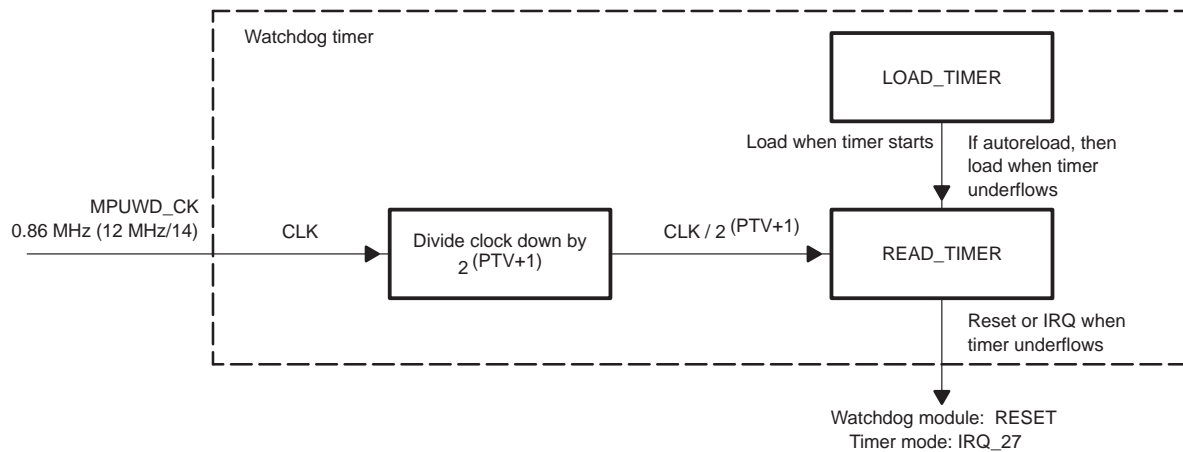 Watchdog timer
LOAD_TIMER
Load when timer starts
If autoreload, then
load when timer
underflows
MPUWD_CK
0.86 MHz (12 MHz/14)
CLK
Divide clock down by
2 (PTV+1)
CLK / 2 (PTV+1)
READ_TIMER
Reset or IRQ when
timer underflows
Watchdog module: RESET
Timer mode: IRQ_27